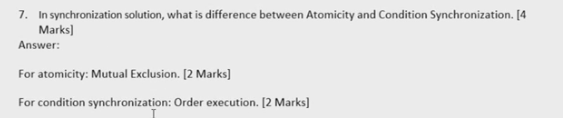 7. In synchronization solution, what is difference between Atomicity and Condition Synchronization. [4
Marks]
Answer:
For atomicity: Mutual Exclusion. [2 Marks]
For condition synchronization: Order execution. [2 Marks]